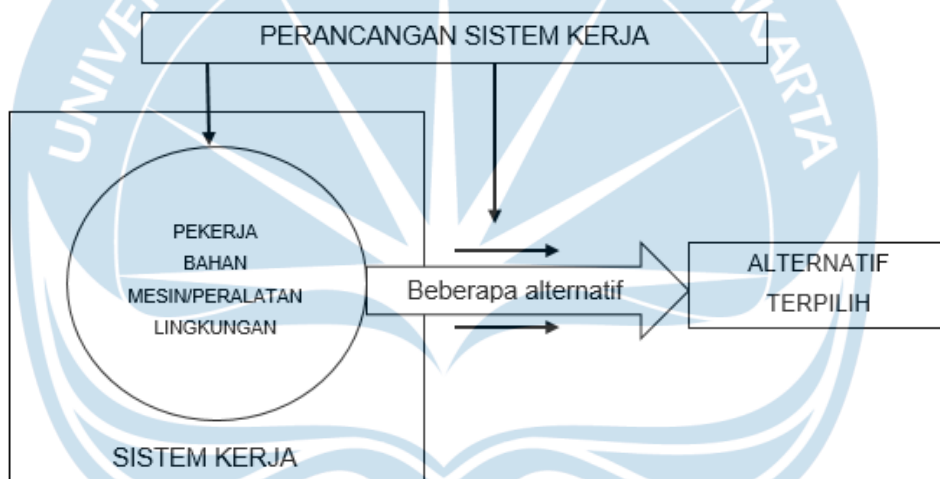 PERANCANGAN SISTEM KERJA
PEKERJA
BAHAN
MESIN/PERALATAN
LINGKUNGAN
SISTEM KERJA
Beberapa alternatif
ALTERNATIF
TERPILIH